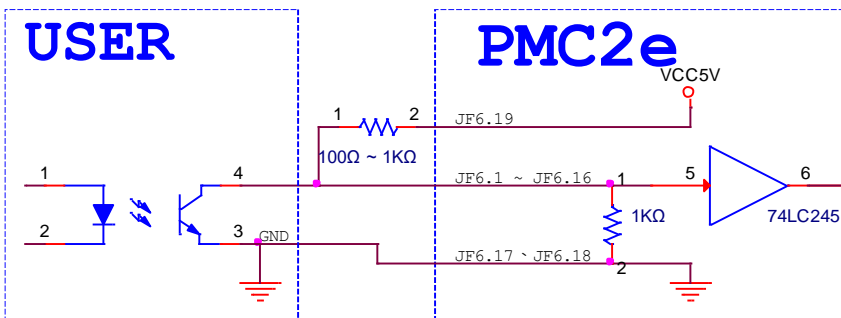 USER
PMC2e
VCC5V
1 2 JF6.19
100Ω ~ 1KΩ
1 4 JF6.1 ~ JF6.16 1 5 6
1KΩ 74LC245
2 3 GND
JF6.17、JF6.18 2